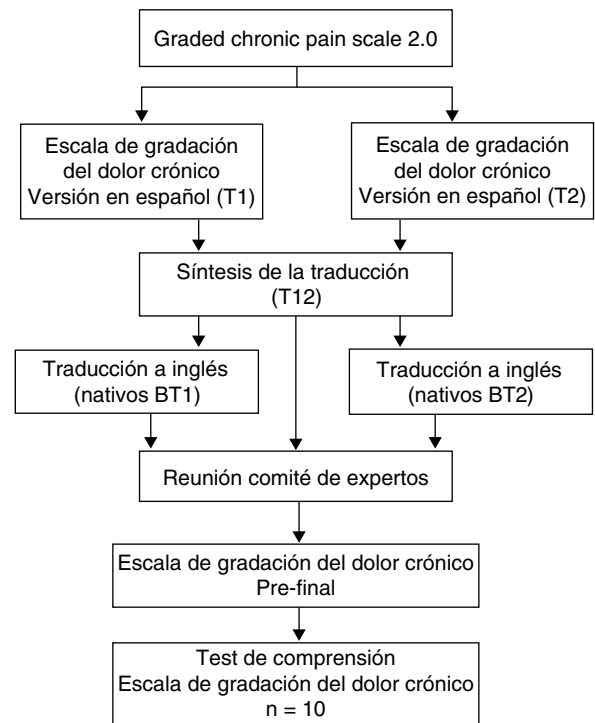 Graded chronic pain scale 2.0
Escala de gradación
del dolor crónico
Versión en español (T1)
Escala de gradación
del dolor crónico
Versión en español (T2)
Síntesis de la traducción
(T12)
Traducción a inglés
(nativos BT1)
Traducción a inglés
(nativos BT2)
Reunión comité de expertos
Escala de gradación del dolor crónico
Pre-final
Test de comprensión
Escala de gradación del dolor crónico
n = 10